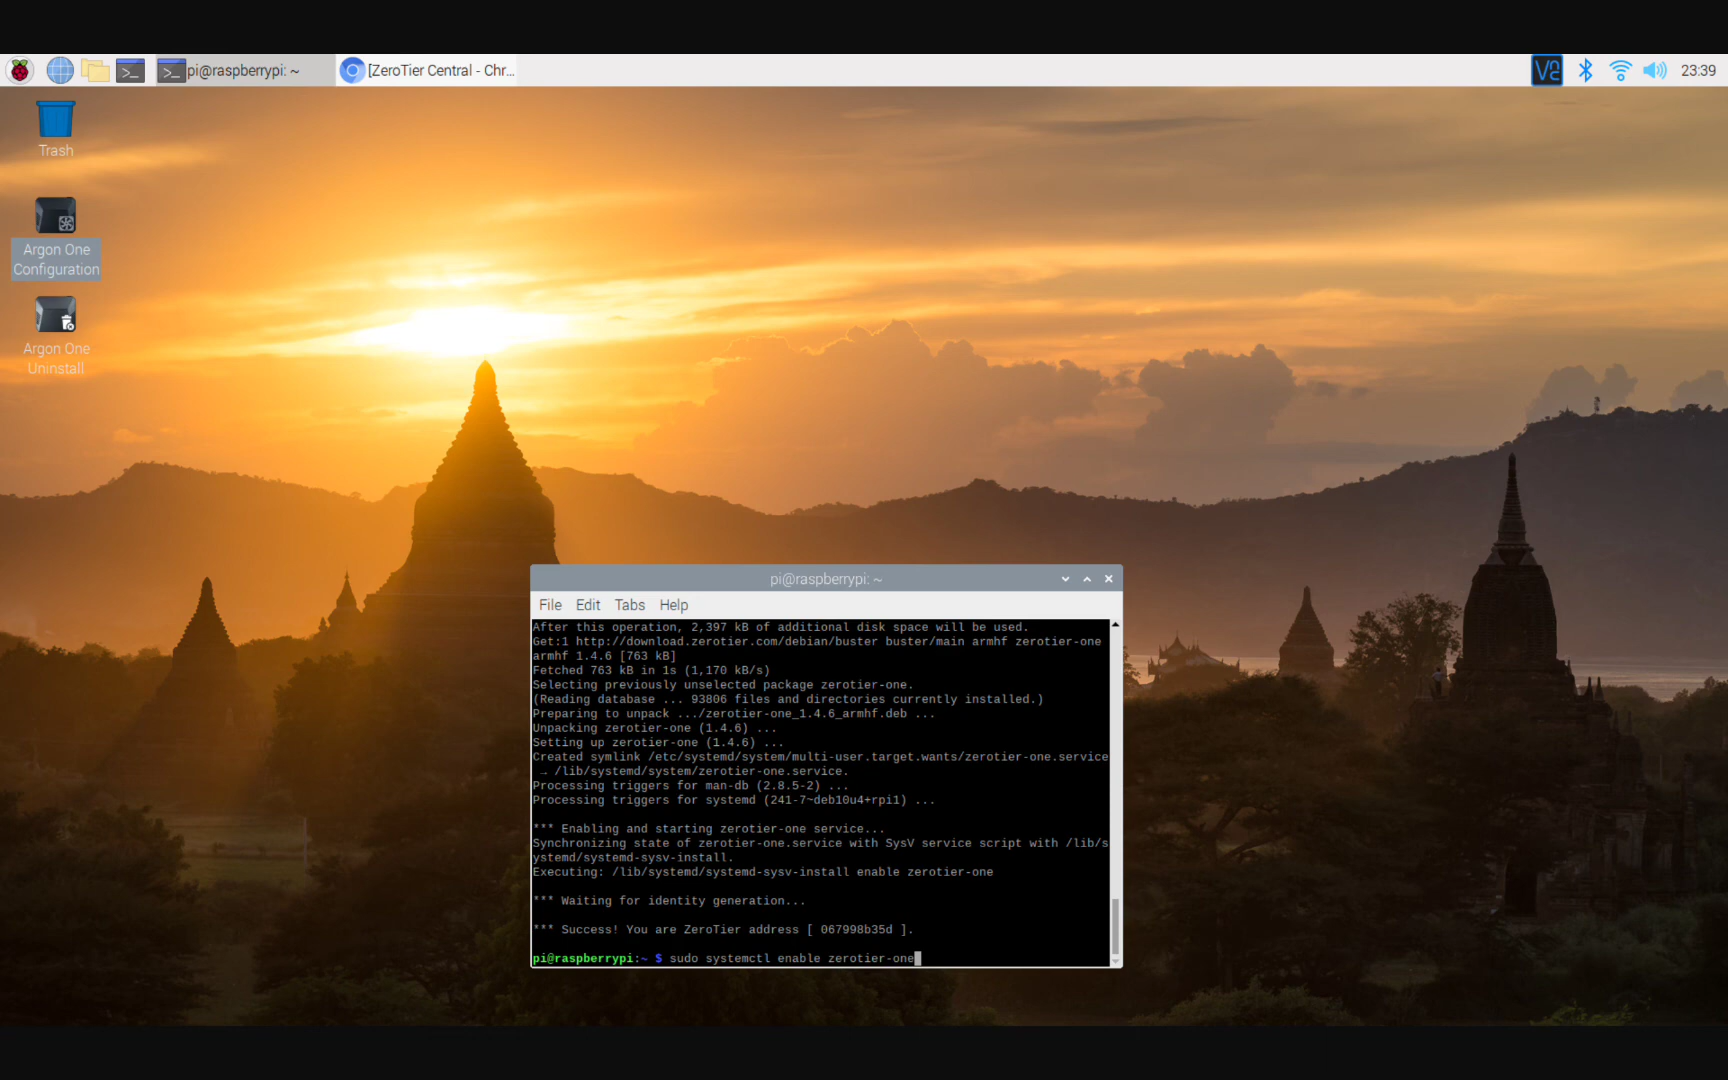 pi@raspberrypi: ~
[ZeroTier Central - Chr...
23:39
Trash
Argon One
Configuration
Argon One
Uninstall
pi@raspberrypi: ~
File Edit Tabs Help
After this operation, 2,397 kB of additional disk space will be used.
Get:1 http://download.zerotier.com/debian/buster buster/main armhf zerotier-one
armhf 1.4.6 [763 kB]
Fetched 763 kB in 1s (1,170 kB/s)
Selecting previously unselected package zerotier-one.
(Reading database ... 93806 files and directories currently installed.)
Preparing to unpack .../zerotier-one_1.4.6_armhf.deb ...
Unpacking zerotier-one (1.4.6) ...
Setting up zerotier-one (1.4.6) ...
Created symlink /etc/systemd/system/multi-user.target.wants/zerotier-one.service
→ /lib/systemd/system/zerotier-one.service.
Processing triggers for man-db (2.8.5-2) ...
Processing triggers for systemd (241-7~deb10u4+rpi1) ...
*** Enabling and starting zerotier-one service...
Synchronizing state of zerotier-one.service with SysV service script with /lib/s
ystemd/systemd-sysv-install.
Executing: /lib/systemd/systemd-sysv-install enable zerotier-one
*** Waiting for identity generation...
*** Success! You are ZeroTier address [ 067998b35d ].
pi@raspberrypi:~ $ sudo systemctl enable zerotier-one